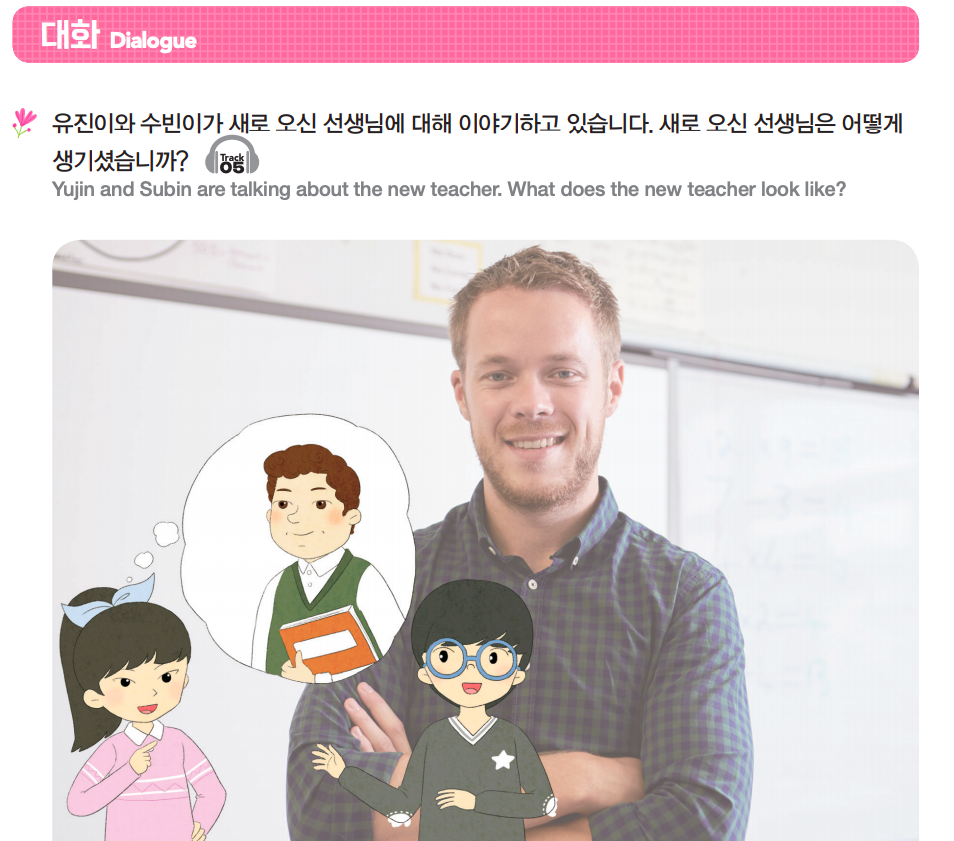 대화 Dialogue
유진이와 수빈이가 새로 오신 선생님에 대해 이야기하고 있습니다. 새로 오신 선생님은 어떻게
생기셨습니까? Track 05
Yujin and Subin are talking about the new teacher. What does the new teacher look like?